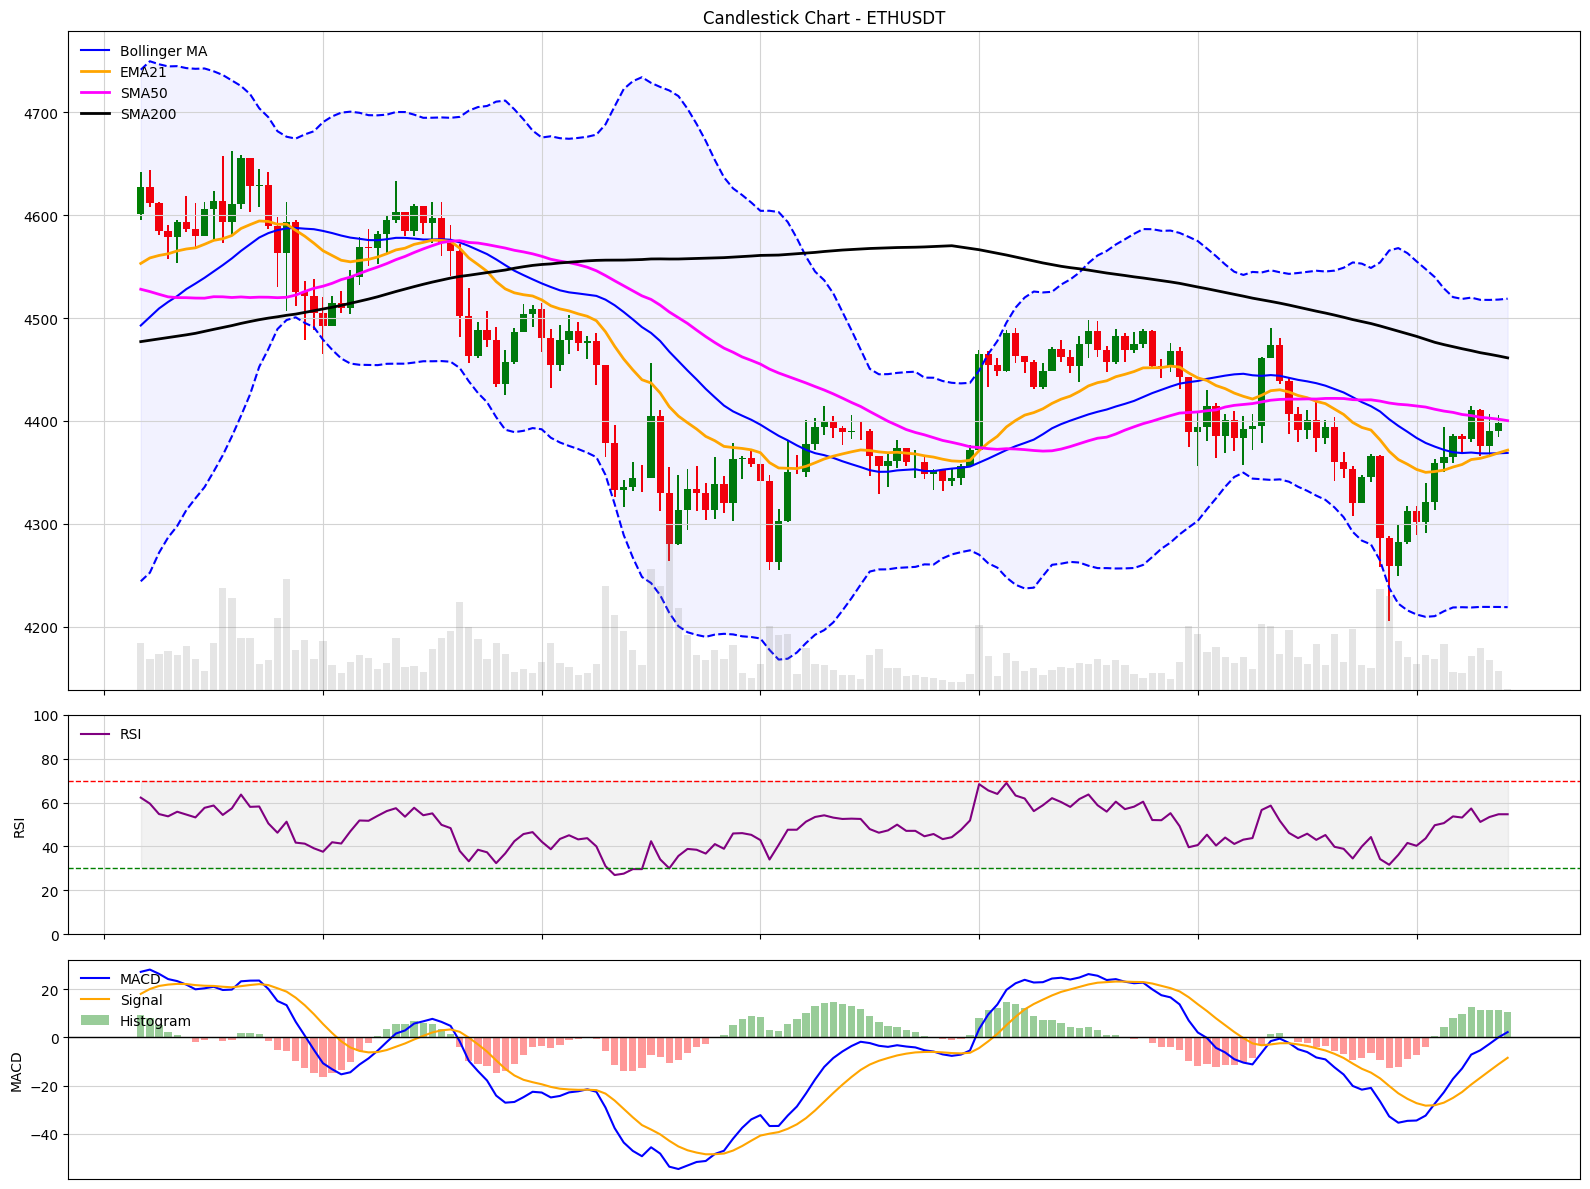 Candlestick Chart - ETHUSDT
Bollinger MA
EMA21
SMA50
SMA200
4700
4600
4500
4400
4300
4200
RSI
100
80
60
40
20
0
RSI
MACD
Signal
Histogram
20
0
−20
−40
MACD